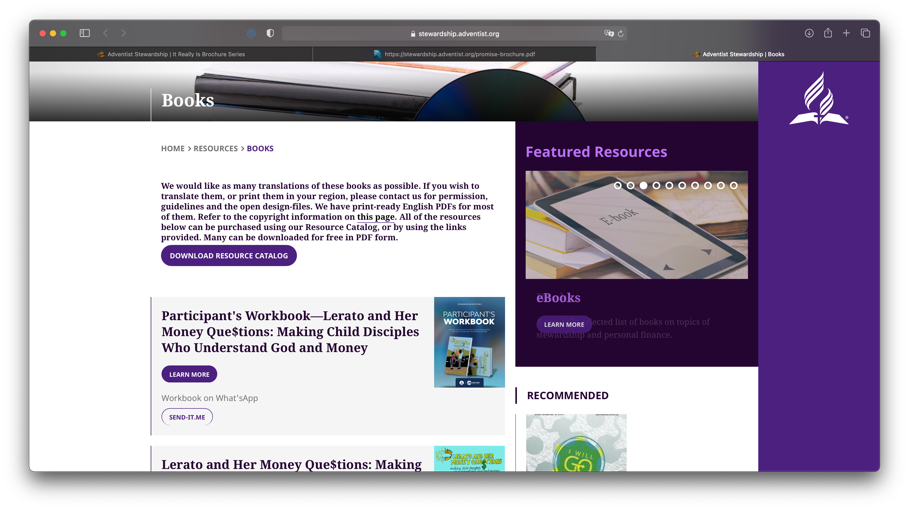 stewardship.adventist.org
Adventist Stewardship | It Really Is Brochure Series
https://stewardship.adventist.org/promise-brochure.pdf
Adventist Stewardship | Books
Books
HOME > RESOURCES > BOOKS
We would like as many translations of these books as possible. If you wish to
translate them, or print them in your region, please contact us for permission,
guidelines and the open design-files. We have print-ready English PDFs for most
of them. Refer to the copyright information on this page. All of the resources
below can be purchased using our Resource Catalog, or by using the links
provided. Many can be downloaded for free in PDF form.
DOWNLOAD RESOURCE CATALOG
Participant's Workbook—Lerato and Her
Money Que$tions: Making Child Disciples
Who Understand God and Money
LEARN MORE
Workbook on What'sApp
SEND-IT.ME
PARTICIPANT'S
WORKBOOK
Lerato and Her Money Que$tions: Making
LERATO AND HER
Featured Resources
E-book
eBooks
LEARN MORE
ected list of books on topics of
stewardship and personal finance.
RECOMMENDED
I WILL
GO